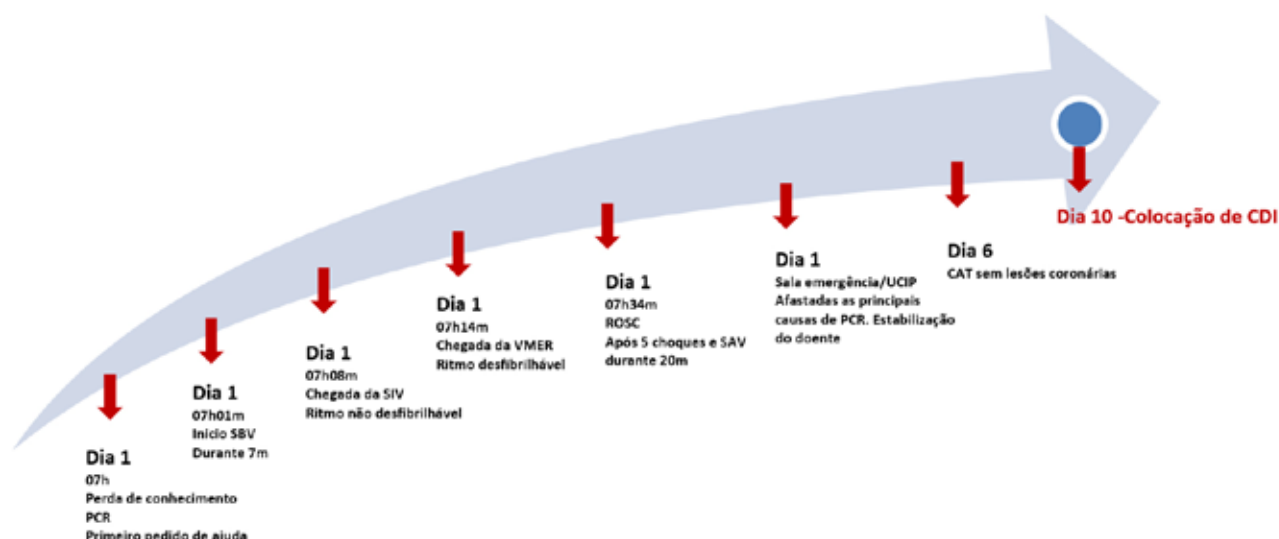 Dia 1
07h
Perda de conhecimento
PCR
Primeiro pedido de ajuda
Dia 1
07h01m
Inicio SBV
Durante 7m
Dia 1
07h08m
Chegada da SIV
Ritmo não desfibrilhável
Dia 1
07h14m
Chegada da VMER
Ritmo desfibrilhável
Dia 1
07h34m
ROSC
Após 5 choques e SAV
durante 20m
Dia 1
Sala emergência/UCIP
Afastadas as principais
causas de PCR. Estabilização
do doente
Dia 6
CAT sem lesões coronárias
Dia 10 -Colocação de CDI